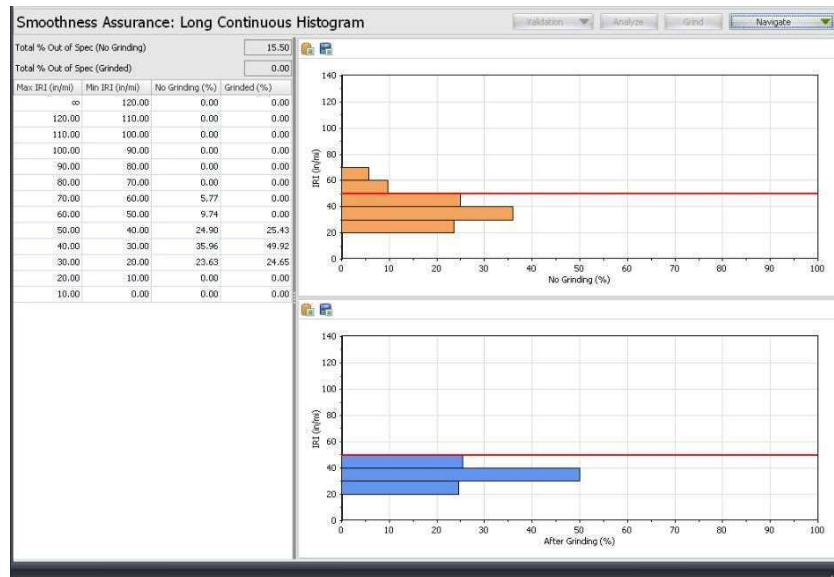 Smoothness Assurance: Long Continuous Histogram
Validation Analyze Grind Navigate
Total % Out of Spec (No Grinding) 15.50
Total % Out of Spec (Grinded) 0.00
Max IRI (in/mi) Min IRI (in/mi) No Grinding (%) Grinded (%)
∞ 120.00 0.00 0.00
120.00 110.00 0.00 0.00
110.00 100.00 0.00 0.00
100.00 90.00 0.00 0.00
90.00 80.00 0.00 0.00
80.00 70.00 0.00 0.00
70.00 60.00 5.77 0.00
60.00 50.00 9.74 0.00
50.00 40.00 24.90 25.43
40.00 30.00 35.96 49.92
30.00 20.00 23.63 24.65
20.00 10.00 0.00 0.00
10.00 0.00 0.00 0.00
140
120
100
80
60
40
20
0
IRI (in/mi)
0 10 20 30 40 50 60 70 80 90 100
No Grinding (%)
140
120
100
80
60
40
20
0
IRI (in/mi)
0 10 20 30 40 50 60 70 80 90 100
After Grinding (%)